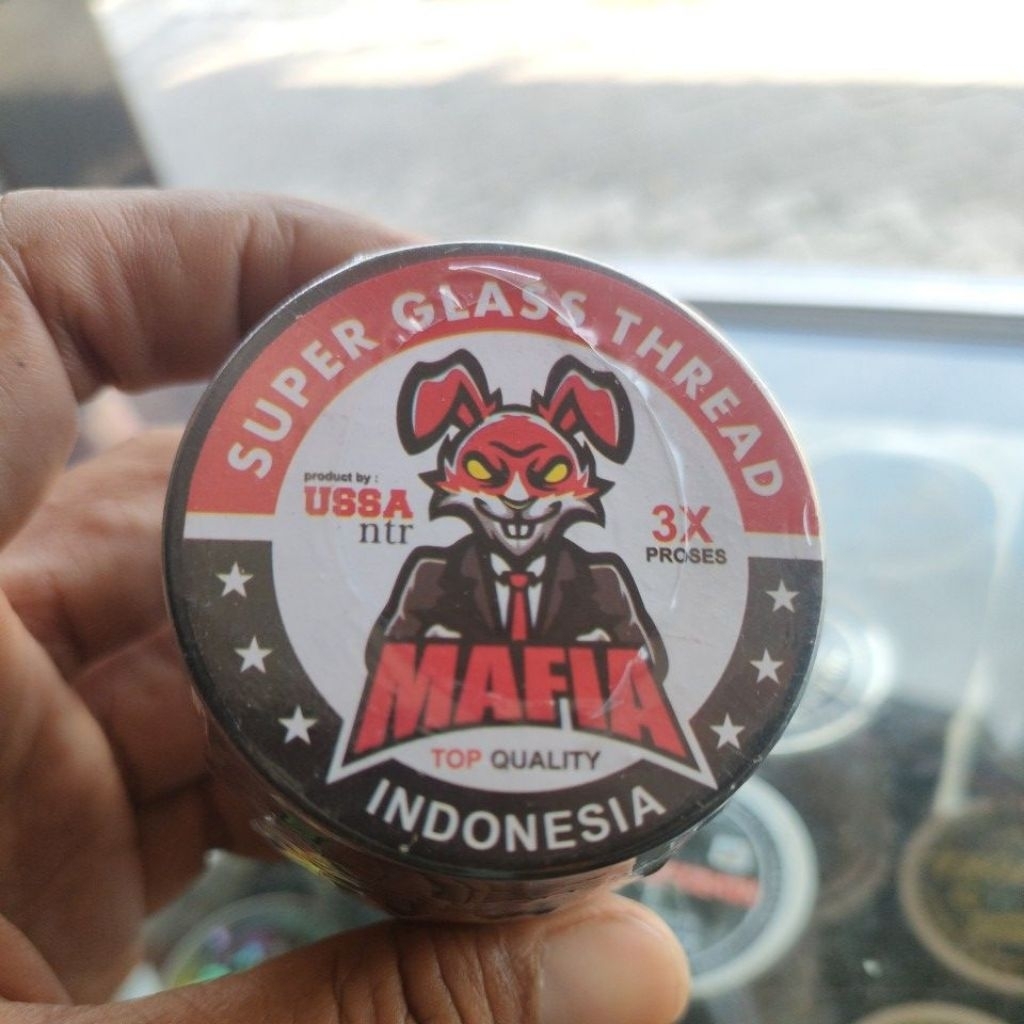 SUPER GLASS THREAD
product by :
USSA
ntr
3X
PROSES
MAFIA
TOP QUALITY
INDONESIA